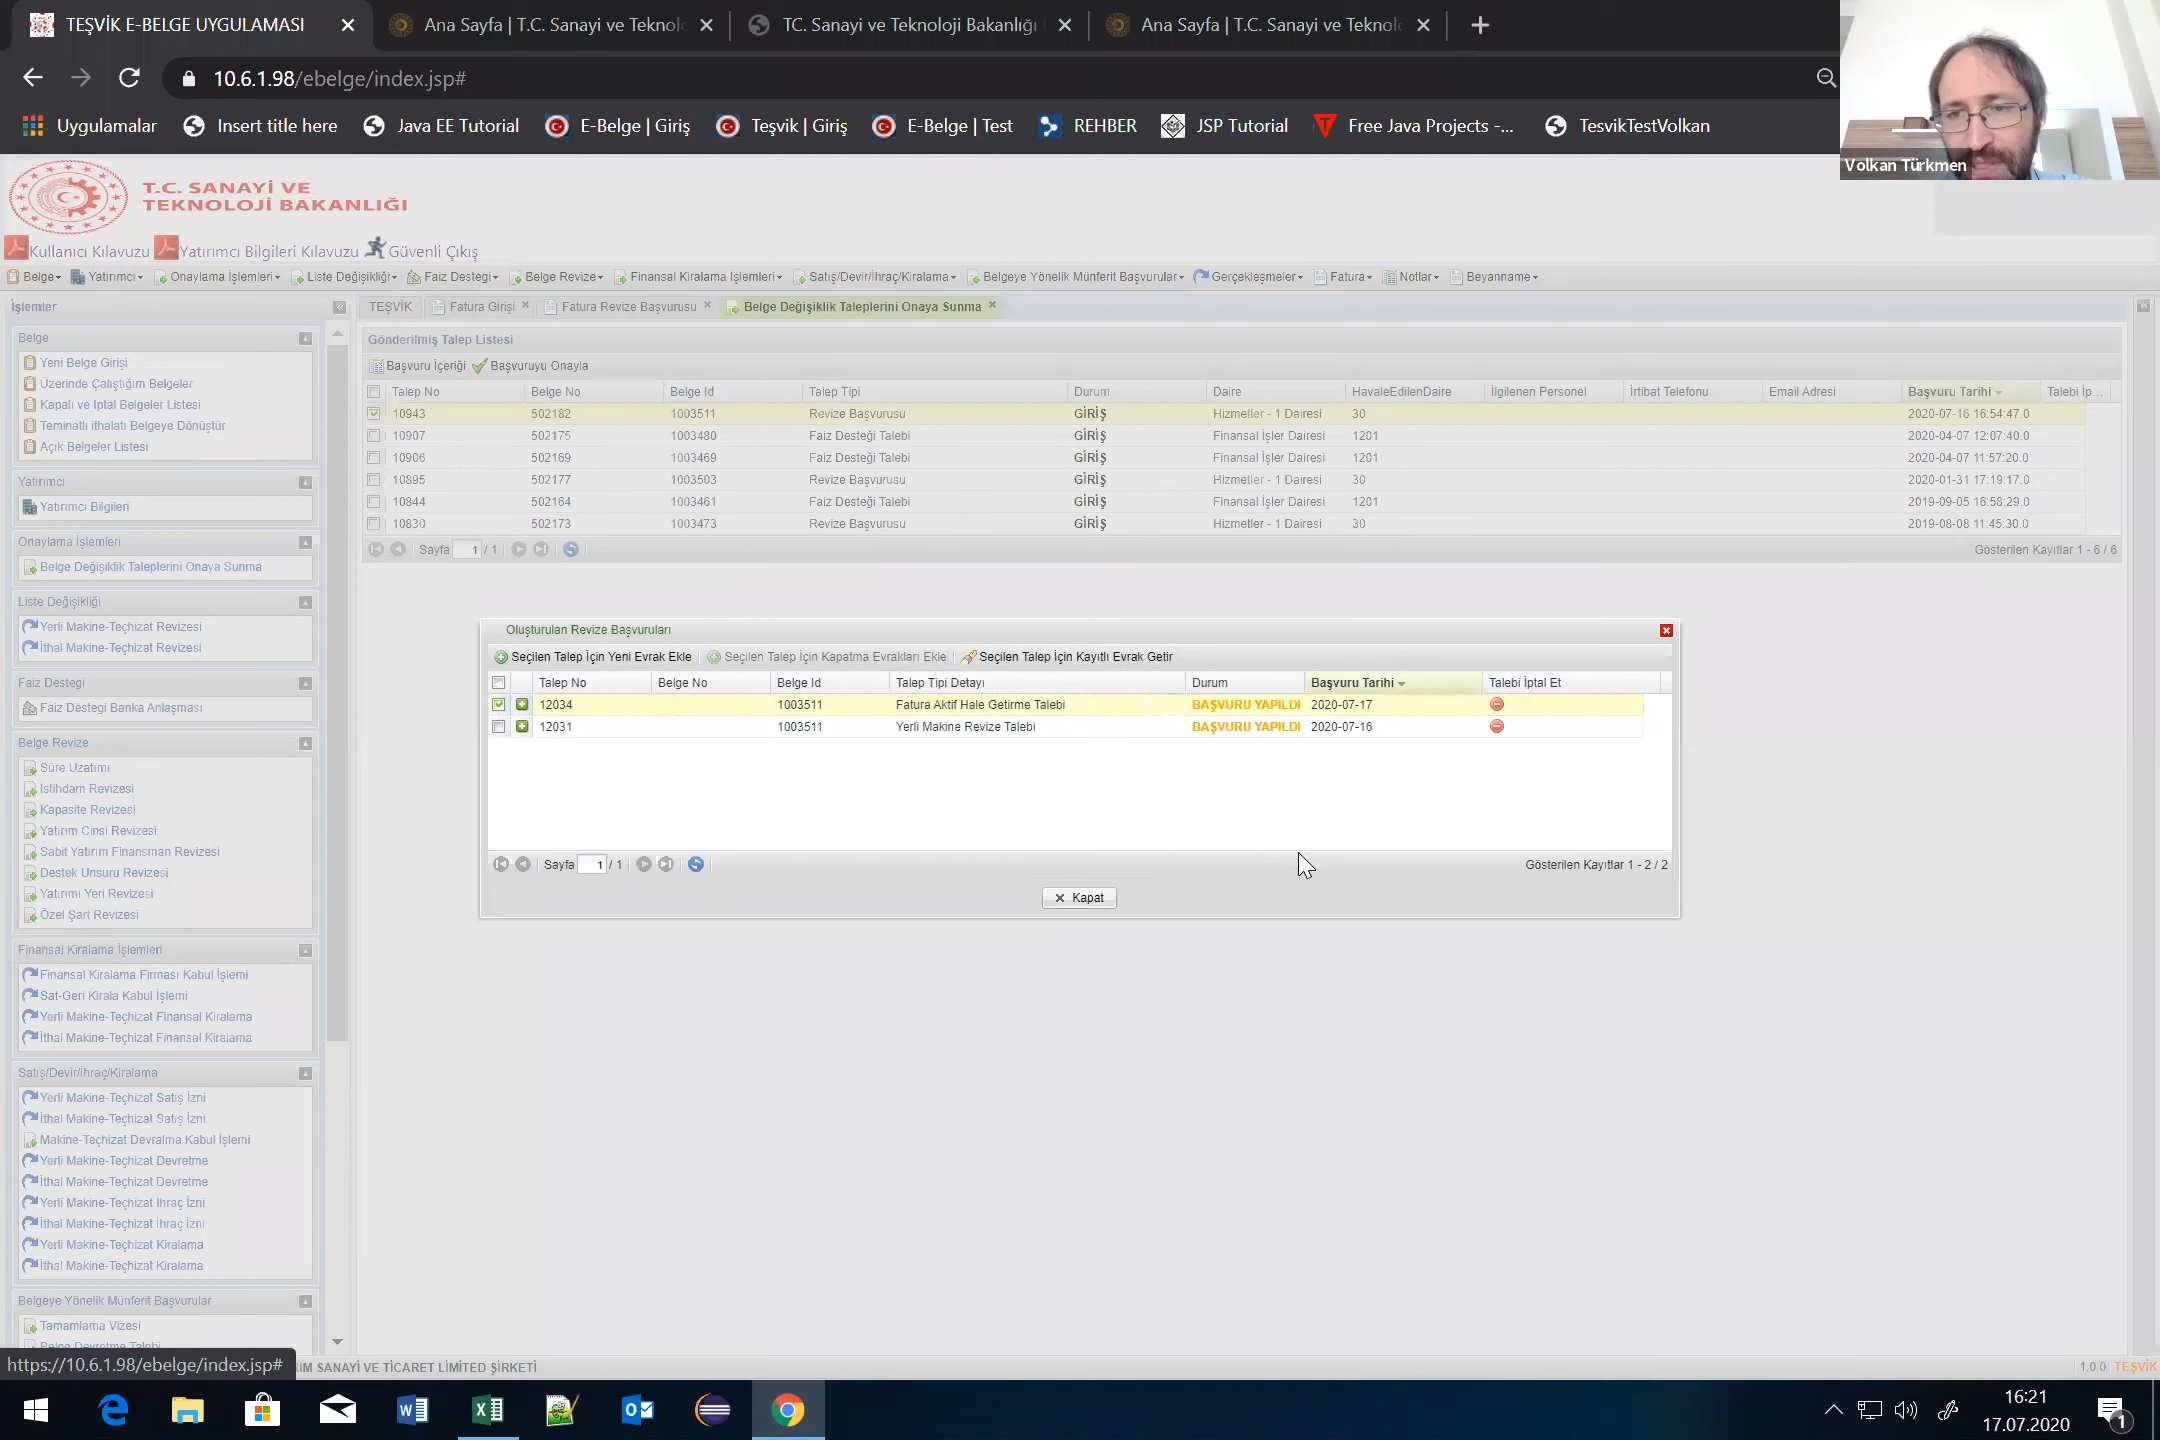 TEŞVİK E-BELGE UYGULAMASI
Ana Sayfa | T.C. Sanayi ve Teknolo
TC. Sanayi ve Teknoloji Bakanlığı
Ana Sayfa | T.C. Sanayi ve Teknolo
10.6.1.98/ebelge/index.jsp#
Uygulamalar
Insert title here
Java EE Tutorial
E-Belge | Giriş
Teşvik | Giriş
E-Belge | Test
REHBER
JSP Tutorial
Free Java Projects -...
TesvikTestVolkan
Volkan Türkmen
T.C. SANAYİ VE
TEKNOLOJİ BAKANLIĞI
Kullanıcı Kılavuzu Yatırımcı Bilgileri Kılavuzu Güvenli Çıkış
Belge Yatırımcı Onaylama İşlemleri Liste Değişikliği Faiz Destegi Belge Revize Finansal Kiralama İşlemleri Satış/Devir/İhraç/Kiralama Belgeye Yönelik Münferit Başvurular Gerçekleşmeler Fatura Notlar Beyanname
İşlemler
TEŞVİK Fatura Girişi Fatura Revize Başvurusu Belge Değişiklik Taleplerini Onaya Sunma
Belge
Yeni Belge Girişi
Üzerinde Çalıştığım Belgeler
Kapalı ve İptal Belgeler Listesi
Teminatlı ithalatı Belgeye Dönüştür
Açık Belgeler Listesi
Yatırımcı
Yatırımcı Bilgileri
Onaylama İşlemleri
Belge Değişiklik Taleplerini Onaya Sunma
Liste Değişikliği
Yerli Makine-Teçhizat Revizesi
İthal Makine-Teçhizat Revizesi
Faiz Destegi
Faiz Destegi Banka Anlaşması
Belge Revize
Süre Uzatımı
İstihdam Revizesi
Kapasite Revizesi
Yatırım Cinsi Revizesi
Sabit Yatırım Finansman Revizesi
Destek Unsuru Revizesi
Yatırımı Yeri Revizesi
Özel Şart Revizesi
Finansal Kiralama İşlemleri
Finansal Kiralama Firması Kabul İşlemi
Sat-Geri Kirala Kabul İşlemi
Yerli Makine-Teçhizat Finansal Kiralama
İthal Makine-Teçhizat Finansal Kiralama
Satış/Devir/İhraç/Kiralama
Yerli Makine-Teçhizat Satış İzni
İthal Makine-Teçhizat Satış İzni
Makine-Teçhizat Devralma Kabul İşlemi
Yerli Makine-Teçhizat Devretme
İthal Makine-Teçhizat Devretme
Yerli Makine-Teçhizat İhraç İzni
İthal Makine-Teçhizat İhraç İzni
Yerli Makine-Teçhizat Kiralama
İthal Makine-Teçhizat Kiralama
Belgeye Yönelik Münferit Başvurular
Tamamlama Vizesi
Belge Devretme Talebi
Gönderilmiş Talep Listesi
Başvuru İçeriği Başvuruyu Onayla
Talep No Belge No Belge Id Talep Tipi Durum Daire HavaleEdilenDaire İlgilenen Personel İrtibat Telefonu Email Adresi Başvuru Tarihi Talebi İp...
10943 502182 1003511 Revize Başvurusu GİRİŞ Hizmetler - 1 Dairesi 30 2020-07-16 16:54:47.0
10907 502175 1003480 Faiz Desteği Talebi GİRİŞ Finansal İşler Dairesi 1201 2020-04-07 12:07:40.0
10906 502169 1003469 Faiz Desteği Talebi GİRİŞ Finansal İşler Dairesi 1201 2020-04-07 11:57:20.0
10895 502177 1003503 Revize Başvurusu GİRİŞ Hizmetler - 1 Dairesi 30 2020-01-31 17:19:17.0
10844 502164 1003461 Faiz Desteği Talebi GİRİŞ Finansal İşler Dairesi 1201 2019-09-05 16:58:29.0
10830 502173 1003473 Revize Başvurusu GİRİŞ Hizmetler - 1 Dairesi 30 2019-08-08 11:45:30.0
Sayfa 1 / 1
Gösterilen Kayıtlar 1 - 6 / 6
Oluşturulan Revize Başvuruları
Seçilen Talep İçin Yeni Evrak Ekle Seçilen Talep İçin Kapatma Evrakları Ekle Seçilen Talep İçin Kayıtlı Evrak Getir
Talep No Belge No Belge Id Talep Tipi Detayı Durum Başvuru Tarihi Talebi İptal Et
12034 1003511 Fatura Aktif Hale Getirme Talebi BAŞVURU YAPILDI 2020-07-17
12031 1003511 Yerli Makine Revize Talebi BAŞVURU YAPILDI 2020-07-16
Sayfa 1 / 1
Gösterilen Kayıtlar 1 - 2 / 2
Kapat
https://10.6.1.98/ebelge/index.jsp#
KIM SANAYİ VE TİCARET LİMİTED ŞİRKETİ
1.0.0 TEŞVİK
16:21
17.07.2020
1